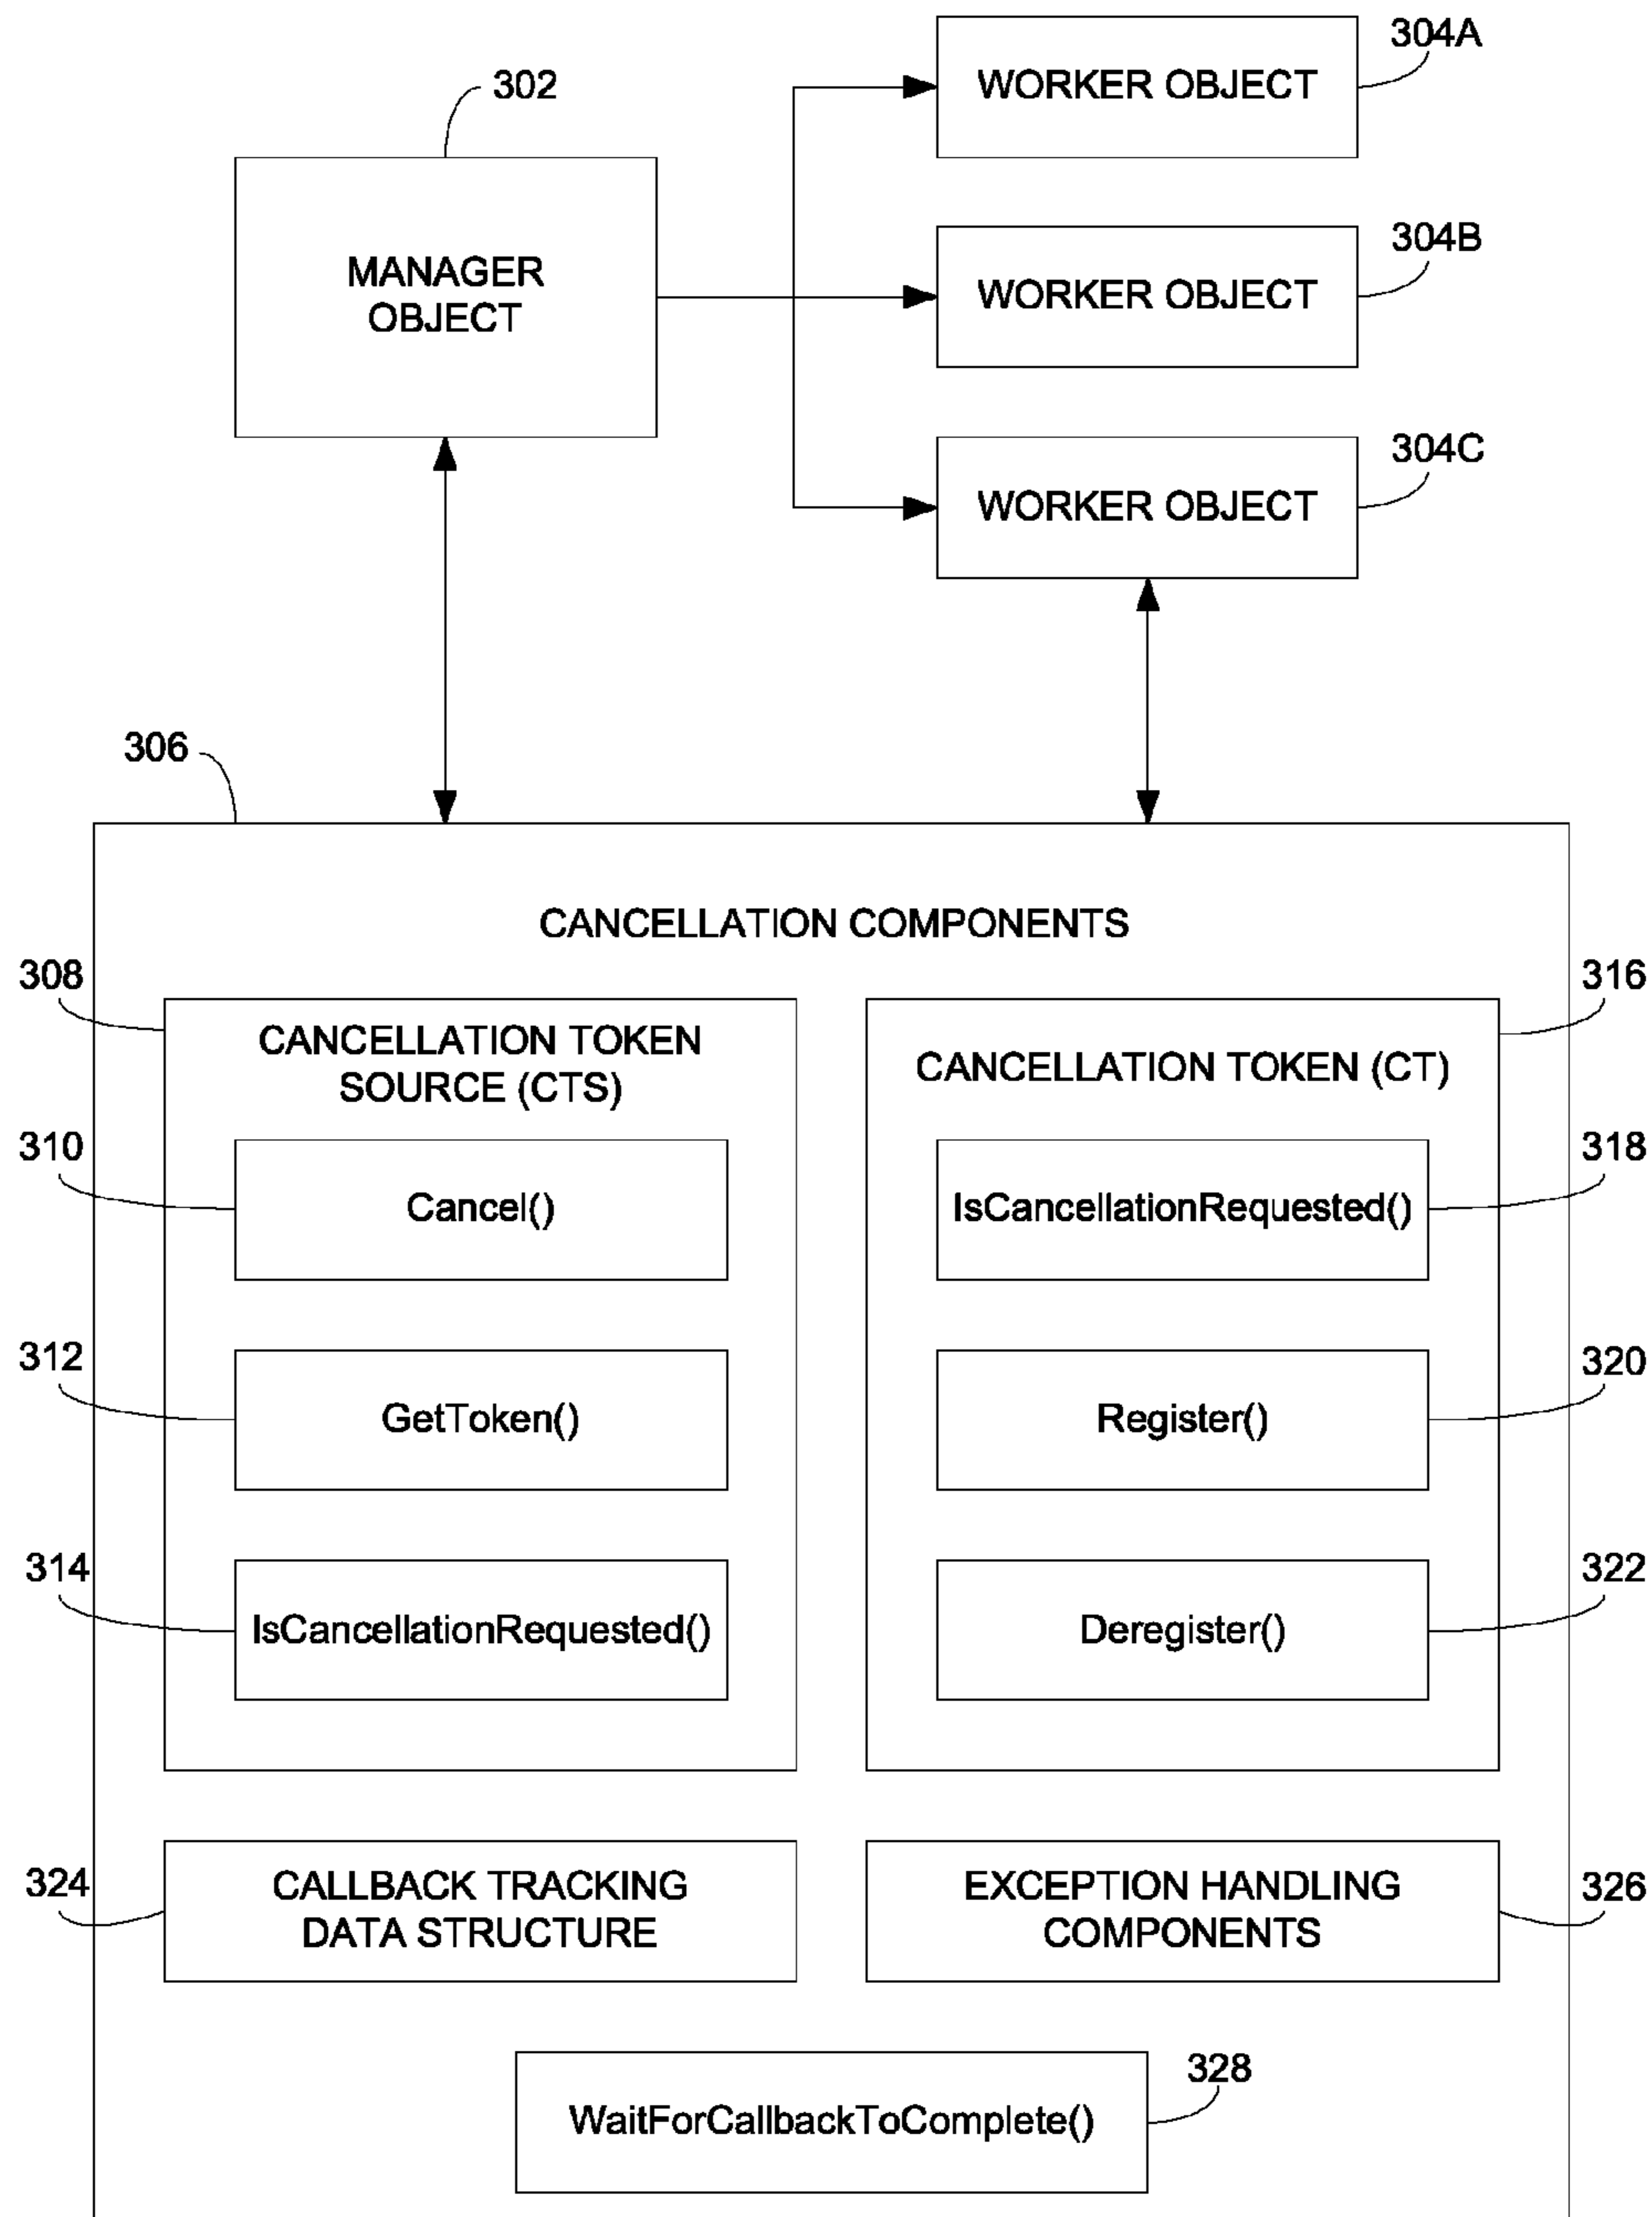 304A
WORKER OBJECT
302
MANAGER
OBJECT
304B
WORKER OBJECT
304C
WORKER OBJECT
306
CANCELLATION COMPONENTS
308
CANCELLATION TOKEN
SOURCE (CTS)
310
Cancel()
312
GetToken()
314
IsCancellationRequested()
316
CANCELLATION TOKEN (CT)
318
IsCancellationRequested()
320
Register()
322
Deregister()
324
CALLBACK TRACKING
DATA STRUCTURE
326
EXCEPTION HANDLING
COMPONENTS
328
WaitForCallbackToComplete()